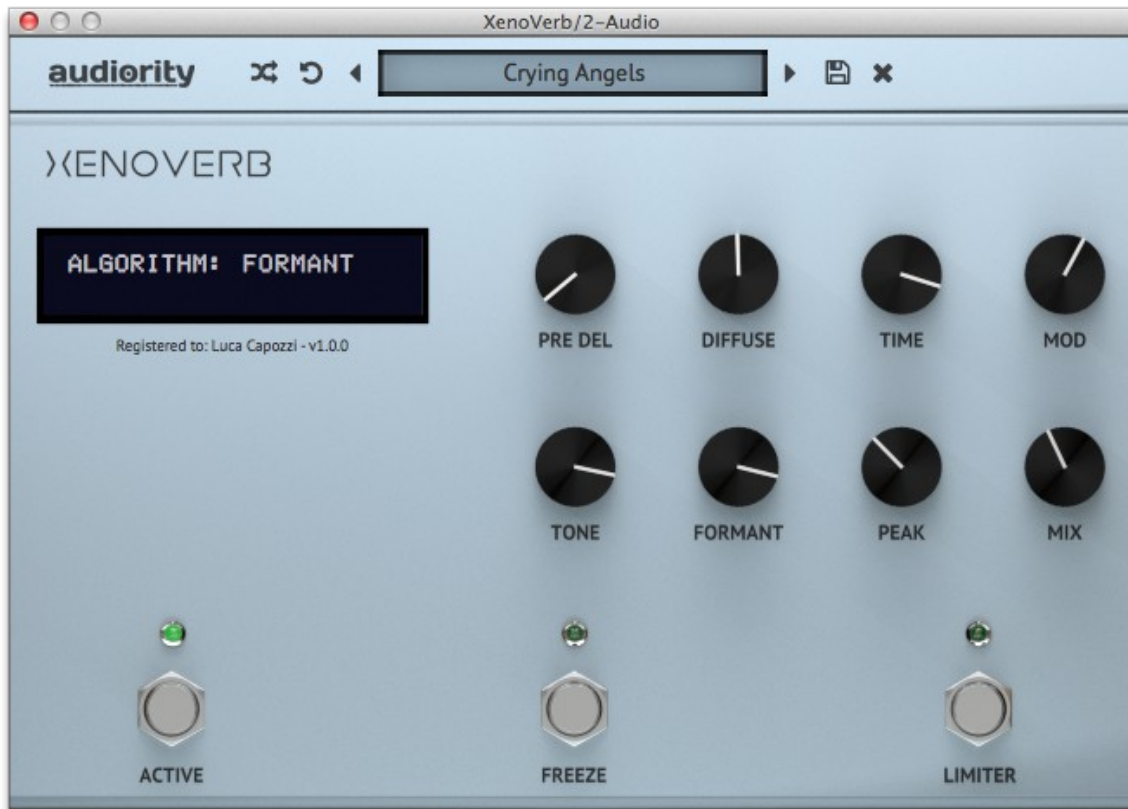 XenoVerb/2-Audio
audiority
Crying Angels
XENOVERB
ALGORITHM: FORMANT
Registered to: Luca Capozzi - v1.0.0
PRE DEL DIFFUSE TIME MOD
TONE FORMANT PEAK MIX
ACTIVE FREEZE LIMITER